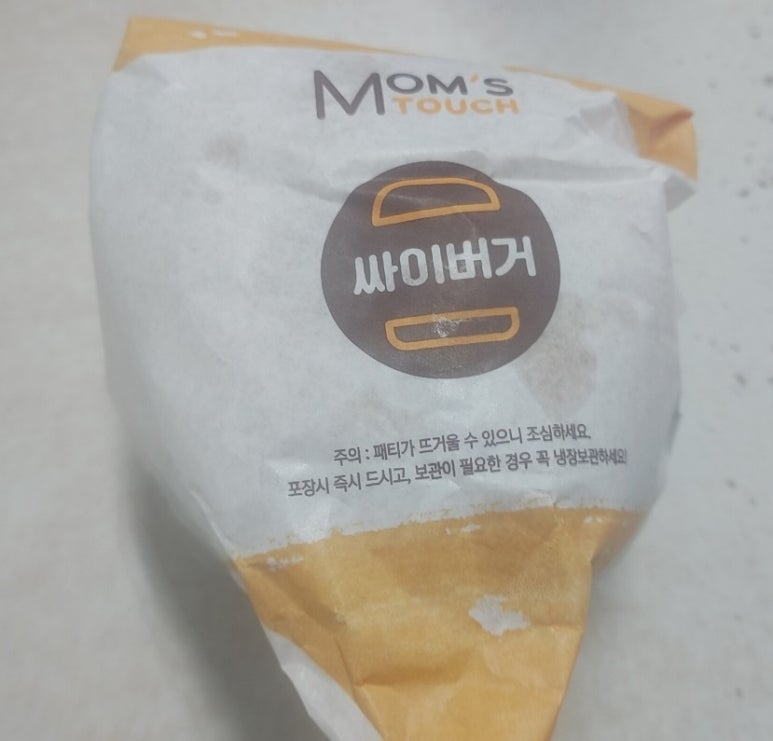 MOM'S
TOUCH
싸이버거
주의 : 패티가 뜨거울 수 있으니 조심하세요.
포장시 즉시 드시고, 보관이 필요한 경우 꼭 냉장보관하세요!